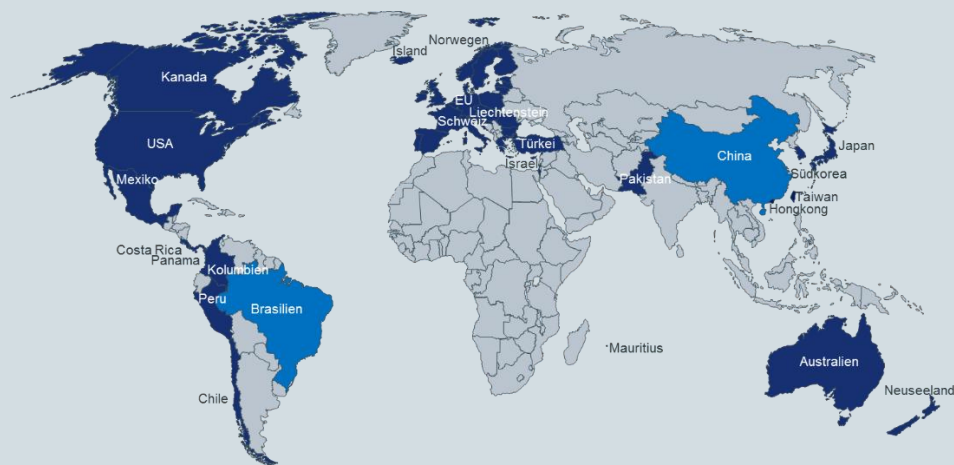 Norwegen
Island
Kanada
EU
Liechtenstein
Schweiz
USA
Türkei
Japan
China
Israel
Südkorea
Mexiko
Pakistan
Taiwan
Hongkong
Costa Rica
Panama
Kolumbien
Peru
Brasilien
Mauritius
Australien
Neuseeland
Chile